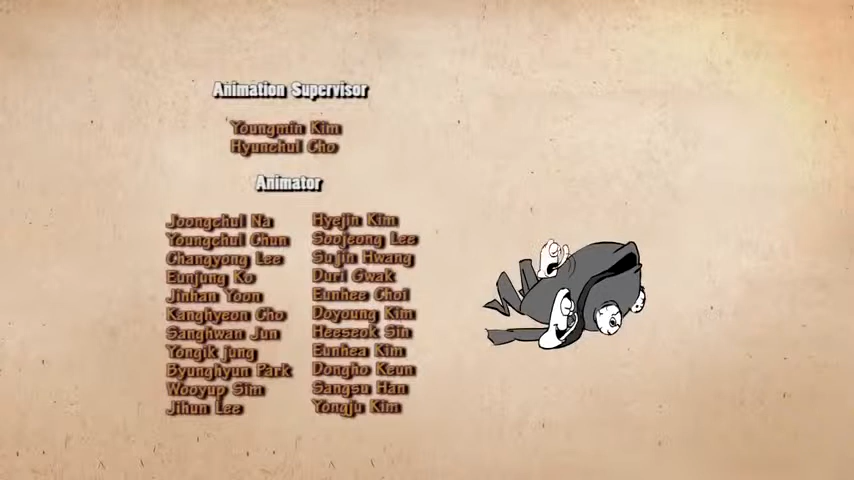 Animation Supervisor
Youngmin Kim
Hyunchul Cho
Animator
Joongchul Na
Youngchul Chun
Changyong Lee
Eunjung Ko
Jinhan Yoon
Kanghyeon Cho
Sanghwan Jun
Yongik jung
Byunghyun Park
Wooyup Sim
Jihun Lee
Hyejin Kim
Soojeong Lee
Sujin Hwang
Duri Gwak
Eunhee Choi
Doyoung Kim
Heeseok Sin
Eunhea Kim
Dongho Keun
Sangsu Han
Yongju Kim